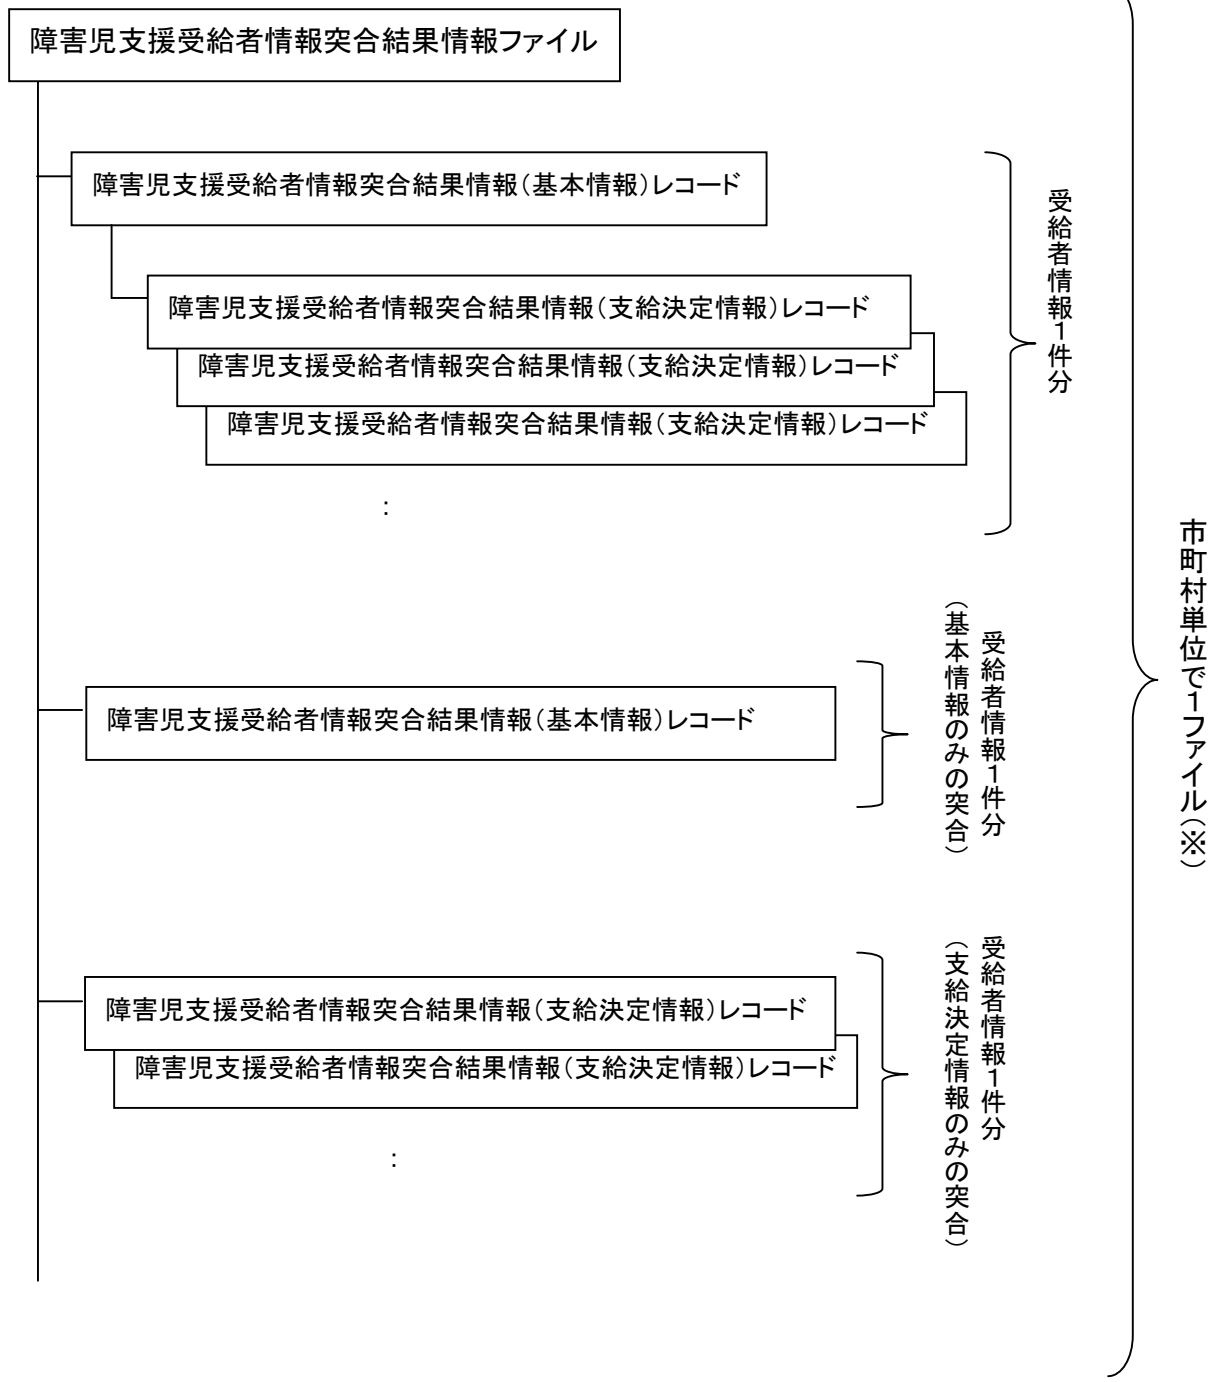 障害児支援受給者情報突合結果情報ファイル
障害児支援受給者情報突合結果情報（基本情報）レコード
障害児支援受給者情報突合結果情報（支給決定情報）レコード
障害児支援受給者情報突合結果情報（支給決定情報）レコード
障害児支援受給者情報突合結果情報（支給決定情報）レコード
：
受給者情報１件分
障害児支援受給者情報突合結果情報（基本情報）レコード
受給者情報１件分
（基本情報のみの突合）
障害児支援受給者情報突合結果情報（支給決定情報）レコード
障害児支援受給者情報突合結果情報（支給決定情報）レコード
：
受給者情報１件分
（支給決定情報のみの突合）
市町村単位で１ファイル（※）